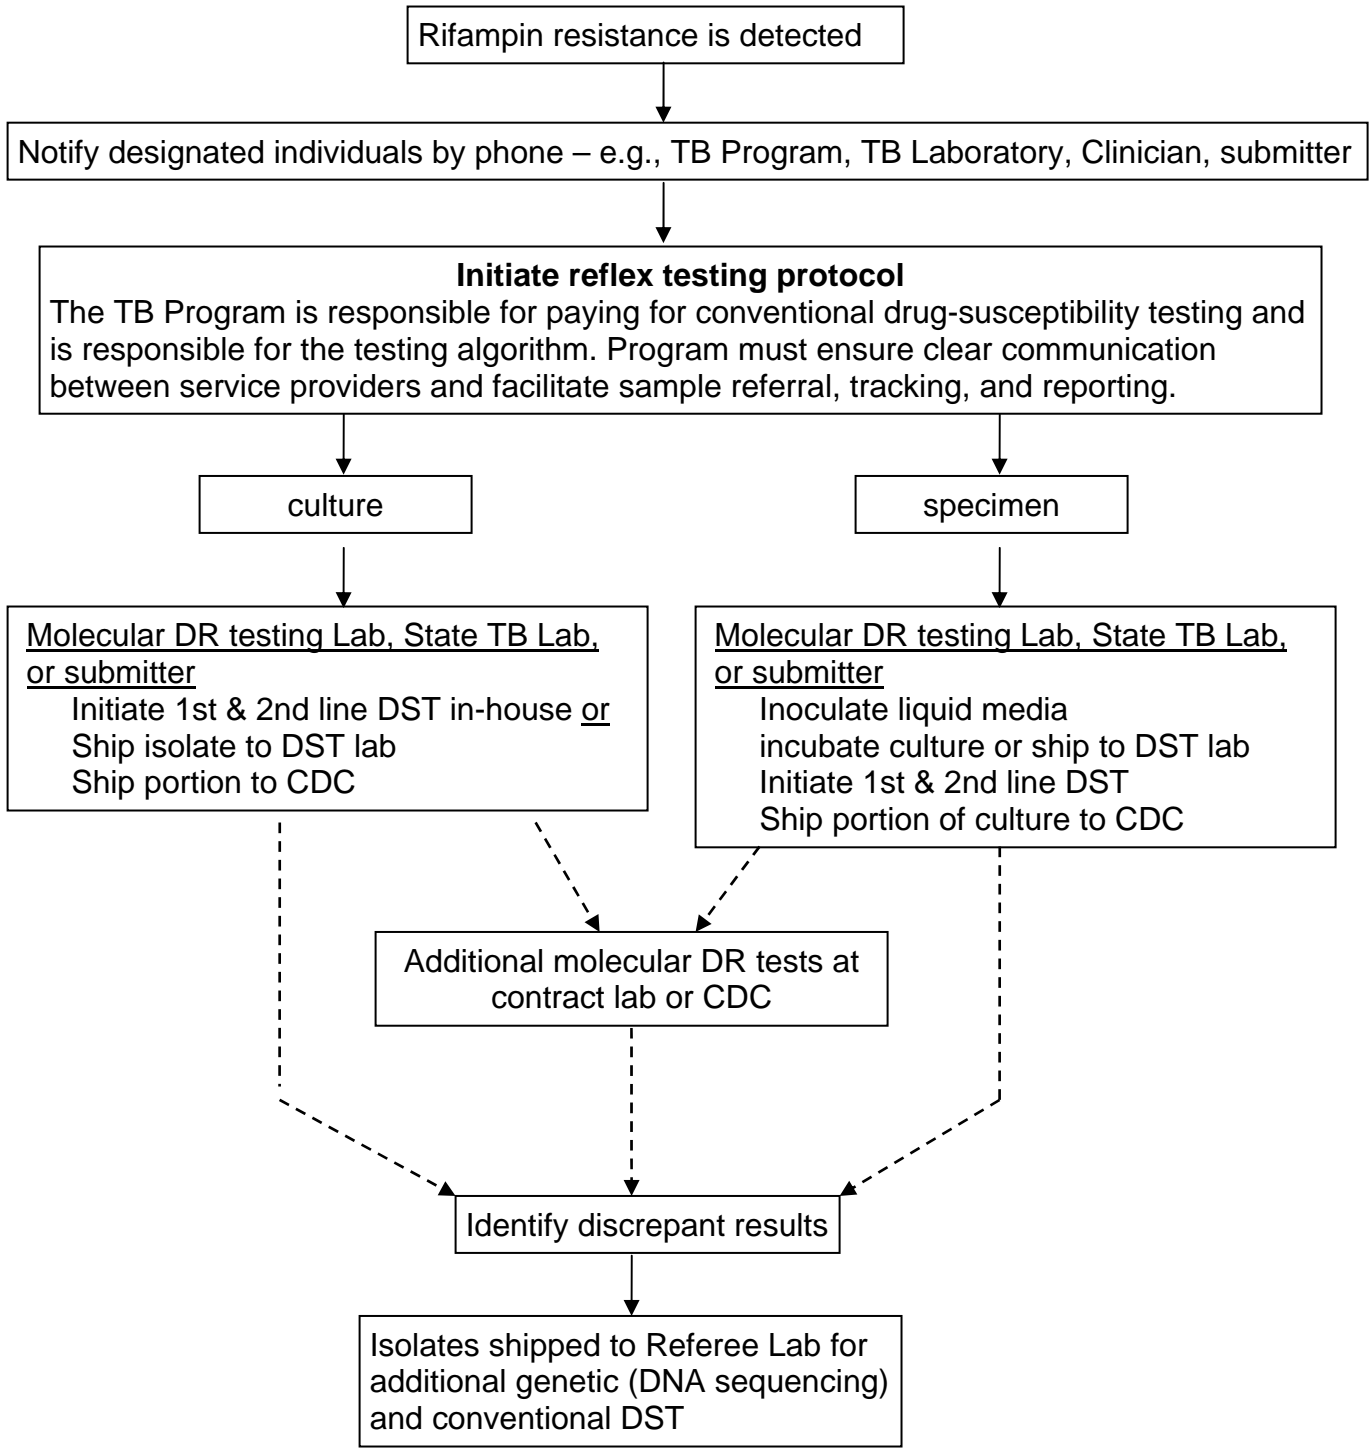 Rifampin resistance is detected
Notify designated individuals by phone – e.g., TB Program, TB Laboratory, Clinician, submitter
Initiate reflex testing protocol
The TB Program is responsible for paying for conventional drug-susceptibility testing and
is responsible for the testing algorithm. Program must ensure clear communication
between service providers and facilitate sample referral, tracking, and reporting.
culture
specimen
Molecular DR testing Lab, State TB Lab,
or submitter
Initiate 1st & 2nd line DST in-house or
Ship isolate to DST lab
Ship portion to CDC
Molecular DR testing Lab, State TB Lab,
or submitter
Inoculate liquid media
incubate culture or ship to DST lab
Initiate 1st & 2nd line DST
Ship portion of culture to CDC
Additional molecular DR tests at
contract lab or CDC
Identify discrepant results
Isolates shipped to Referee Lab for
additional genetic (DNA sequencing)
and conventional DST